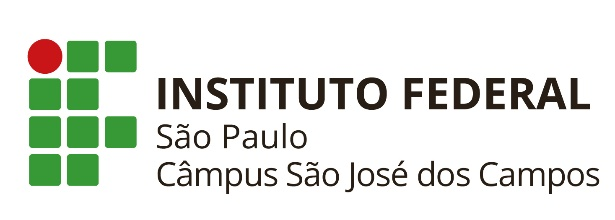 INSTITUTO FEDERAL
São Paulo
Câmpus São José dos Campos